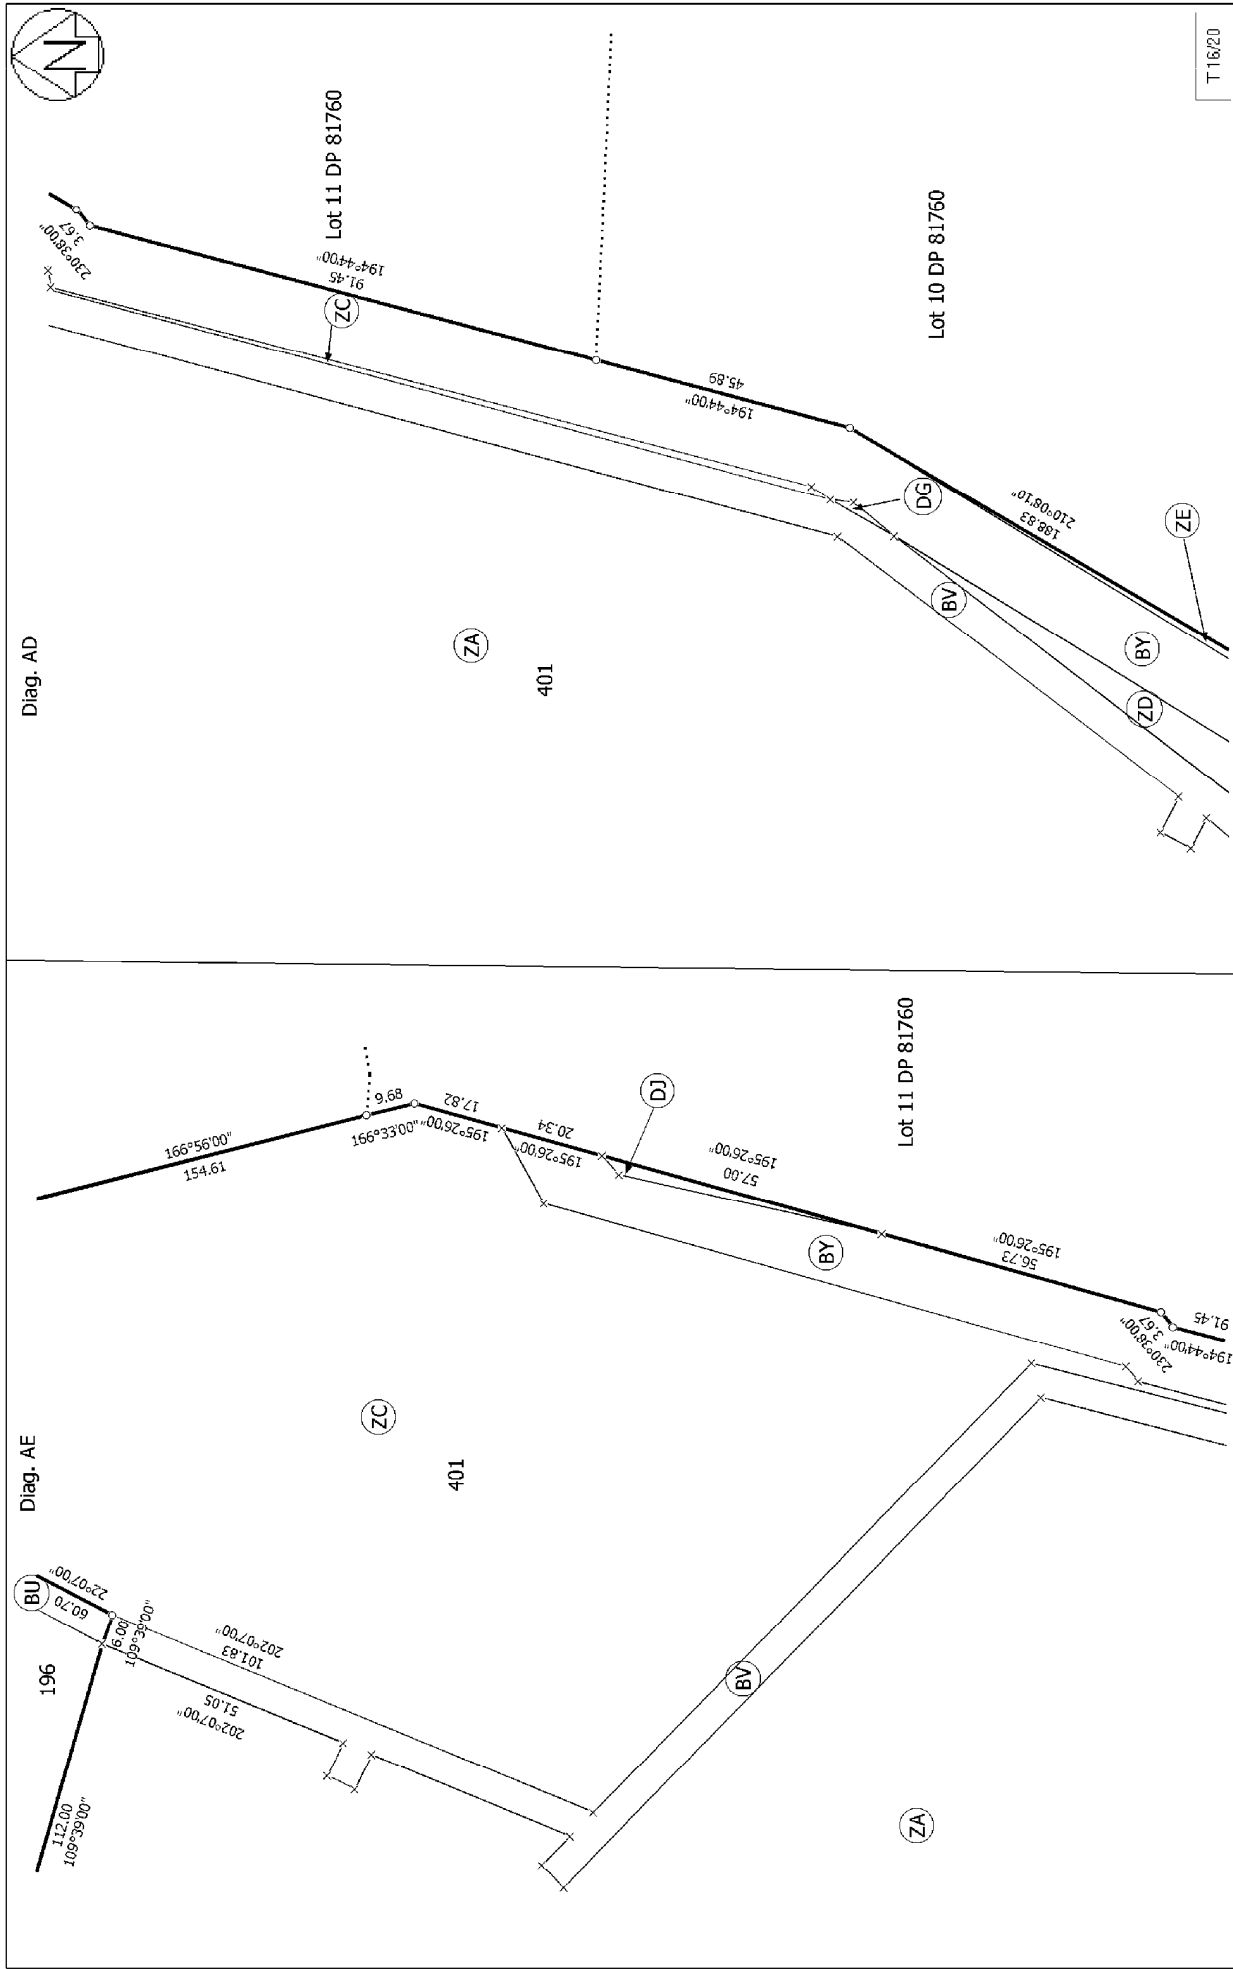 Diag. AE
BU
60.70
22°07'00"
196
6.00
109°39'00"
112.00
109°39'00"
101.83
202°07'00"
51.05
202°07'00"
166°56'00"
154.61
9.68
166°33'00"
17.82
195°26'00"
20.34
195°26'00"
DJ
57.00
195°26'00"
ZC
401
BY
Lot 11 DP 81760
56.73
195°26'00"
3.67
230°38'00"
91.45
194°44'00"
BV
ZA
Diag. AD
N
230°38'00"
3.67
Lot 11 DP 81760
91.45
194°44'00"
ZC
45.89
194°44'00"
Lot 10 DP 81760
ZA
401
DG
BV
188.83
210°08'10"
ZE
BY
ZD
T 16/20